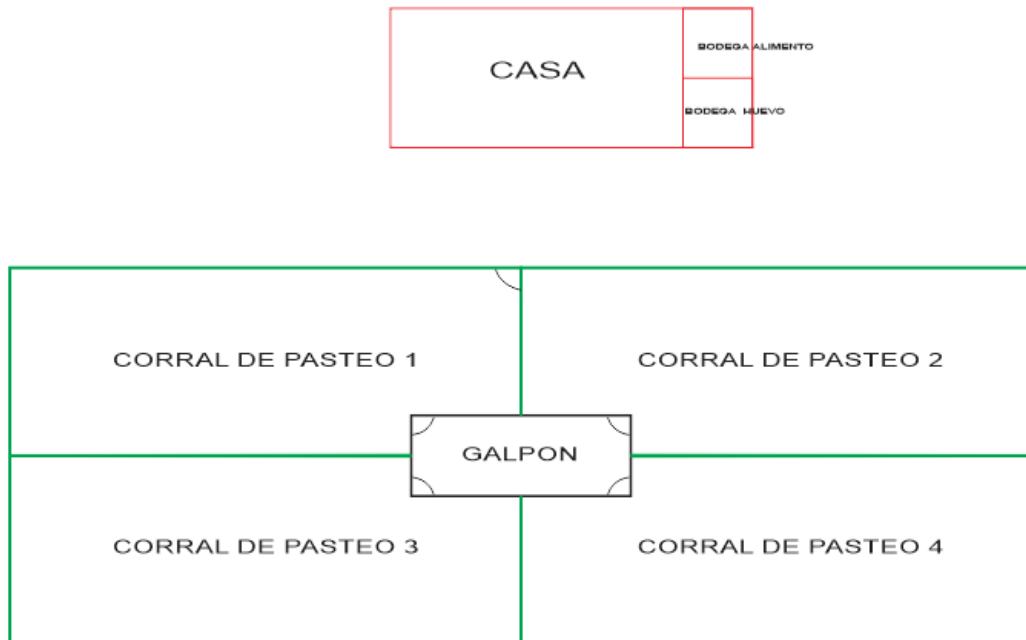 CASA
BODEGA ALIMENTO
BODEGA HUEVO
CORRAL DE PASTEO 1
CORRAL DE PASTEO 2
GALPON
CORRAL DE PASTEO 3
CORRAL DE PASTEO 4